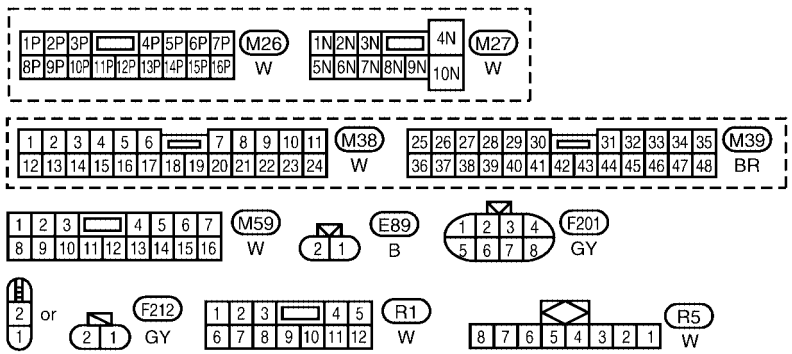 1P 2P 3P 4P 5P 6P 7P M26 1N 2N 3N 4N M27
8P 9P 10P 11P 12P 13P 14P 15P 16P W 5N 6N 7N 8N 9N 10N W
1 2 3 4 5 6 7 8 9 10 11 M38 25 26 27 28 29 30 31 32 33 34 35 M39
12 13 14 15 16 17 18 19 20 21 22 23 24 W 36 37 38 39 40 41 42 43 44 45 46 47 48 BR
1 2 3 4 5 6 7 M59 E89 1 2 3 4 F201
8 9 10 11 12 13 14 15 16 W 2 1 B 5 6 7 8 GY
2 or F212 1 2 3 4 5 R1 R5
1 2 1 GY 6 7 8 9 10 11 12 W 8 7 6 5 4 3 2 1 W